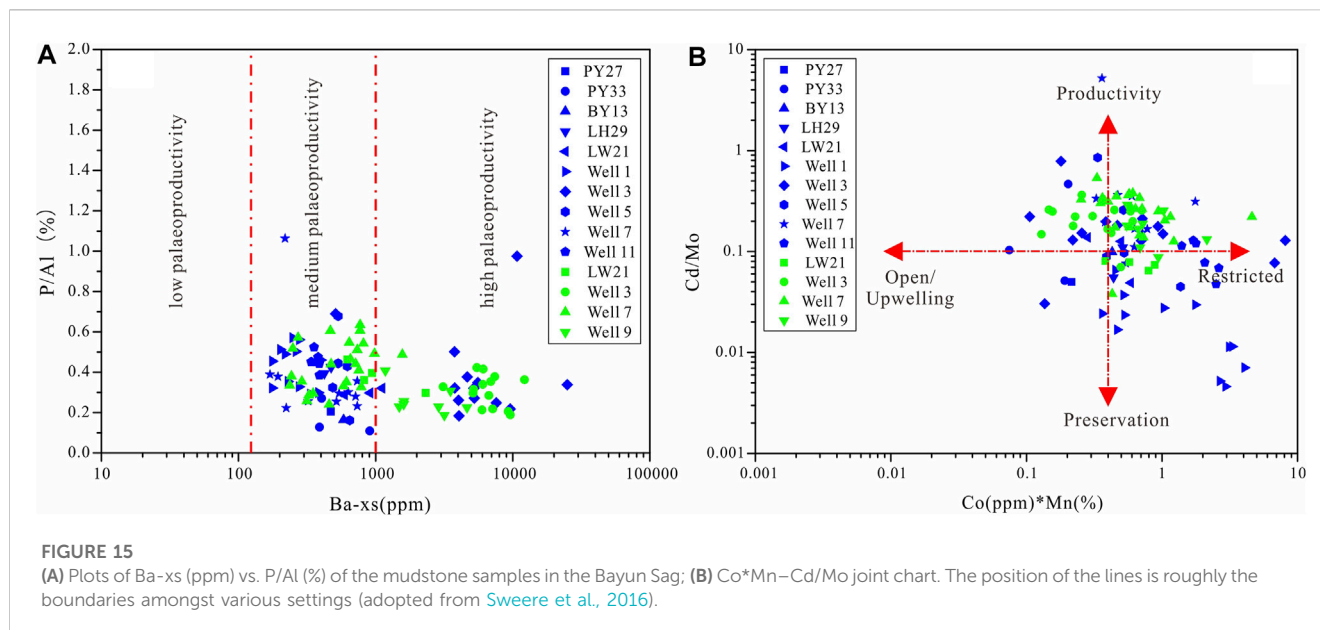 A
2.0
1.8
1.6
1.4
1.2
1.0
0.8
0.6
0.4
0.2
0.0
P/Al (%)
low palaeoproductivity
medium palaeoproductivity
high palaeoproductivity
PY27
PY33
BY13
LH29
LW21
Well 1
Well 3
Well 5
Well 7
Well 11
LW21
Well 3
Well 7
Well 9
10
100
1000
10000
100000
Ba-xs(ppm)
B
10
1
0.1
0.01
0.001
Cd/Mo
PY27
PY33
BY13
LH29
LW21
Well 1
Well 3
Well 5
Well 7
Well 11
LW21
Well 3
Well 7
Well 9
Productivity
Open/
Upwelling
Restricted
Preservation
0.001
0.01
0.1
1
10
Co(ppm)*Mn(%)
FIGURE 15
(A) Plots of Ba-xs (ppm) vs. P/Al (%) of the mudstone samples in the Bayun Sag; (B) Co*Mn–Cd/Mo joint chart. The position of the lines is roughly the
boundaries amongst various settings (adopted from Sweere et al., 2016).